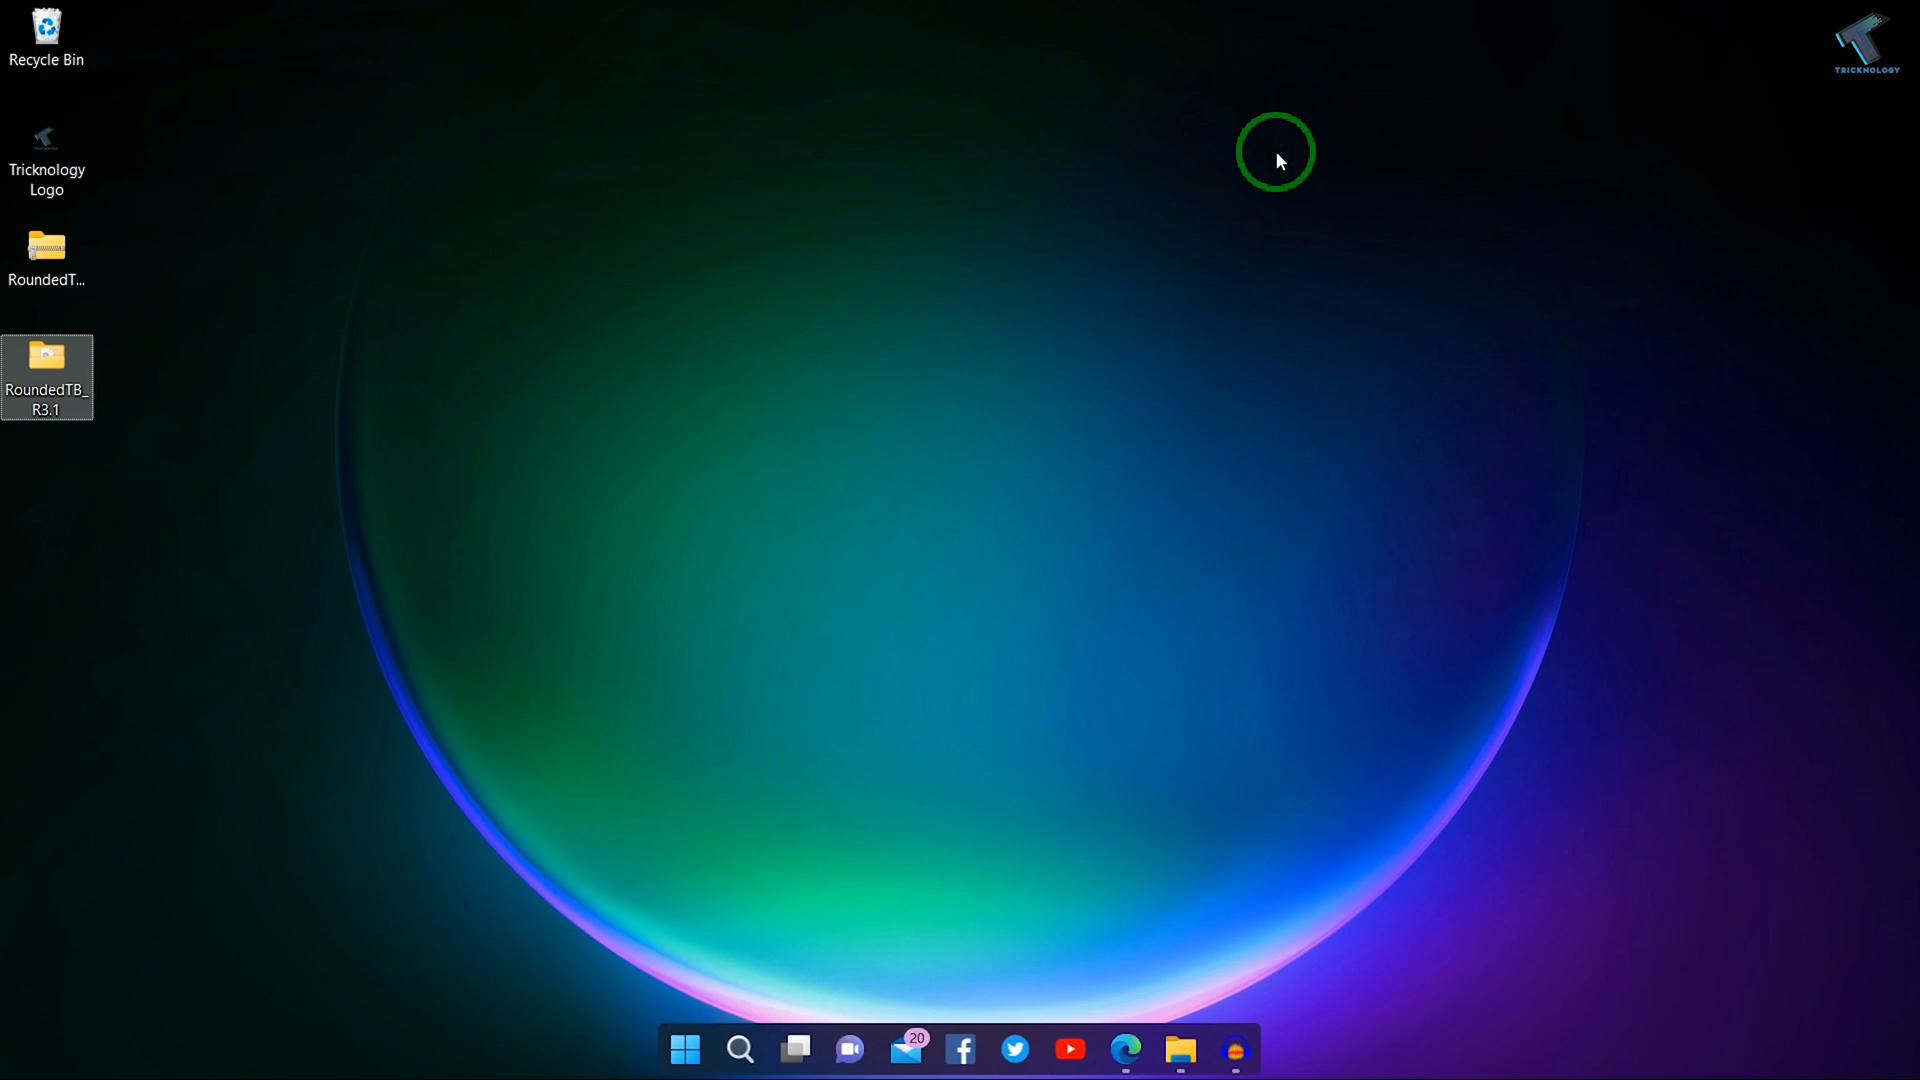 Recycle Bin
TRICKNOLOGY
Tricknology
Logo
RoundedT...
RoundedTB_
R3.1
20